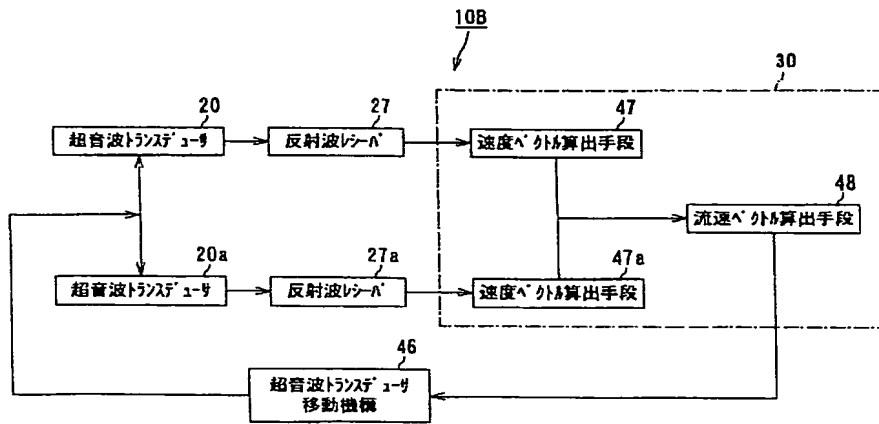 10B
30
20
27
47
超音波トランスデューサ
反射波レシーバ
速度ベクトル算出手段
48
流速ベクトル算出手段
20a
27a
47a
超音波トランスデューサ
反射波レシーバ
速度ベクトル算出手段
46
超音波トランスデューサ
移動機構